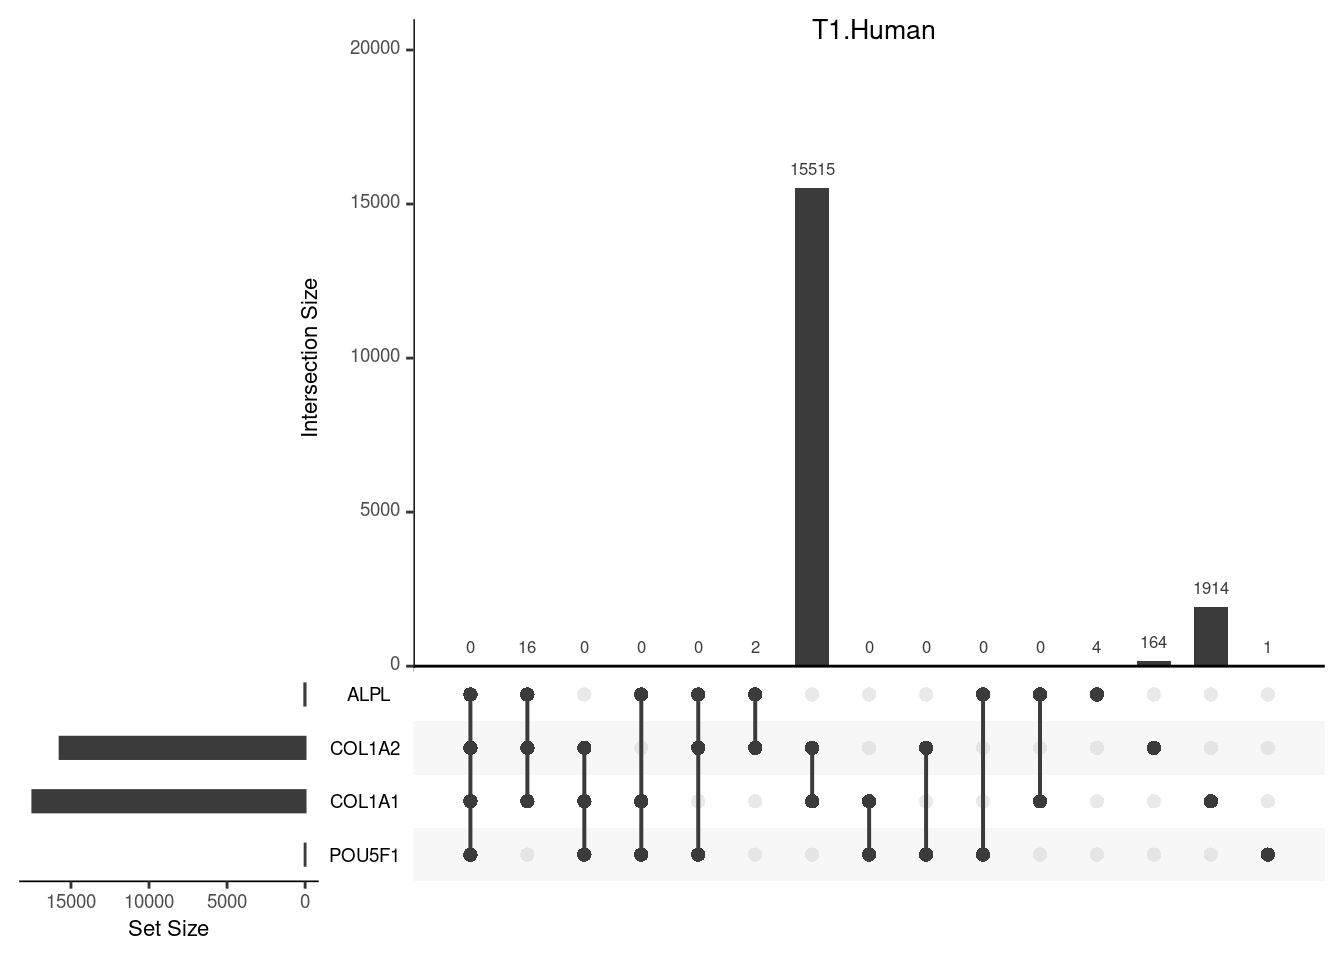 T1.Human
20000
15000
10000
5000
0
Intersection Size
0 16 0 0 0 2 15515 0 0 0 0 4 164 1914 1
ALPL
COL1A2
COL1A1
POU5F1
15000 10000 5000 0
Set Size